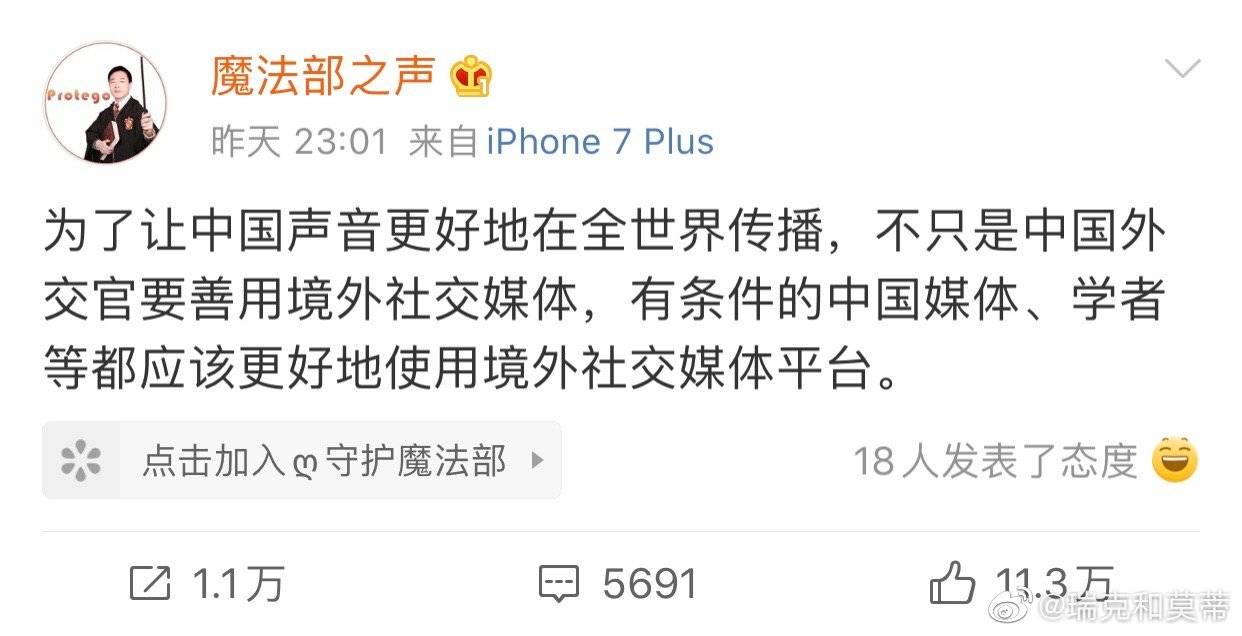 Protego
魔法部之声
昨天 23:01 来自 iPhone 7 Plus
为了让中国声音更好地在全世界传播，不只是中国外
交官要善用境外社交媒体，有条件的中国媒体、学者
等都应该更好地使用境外社交媒体平台。
点击加入ღ守护魔法部
18人发表了态度
1.1万 5691 11.3万
@瑞克和莫蒂